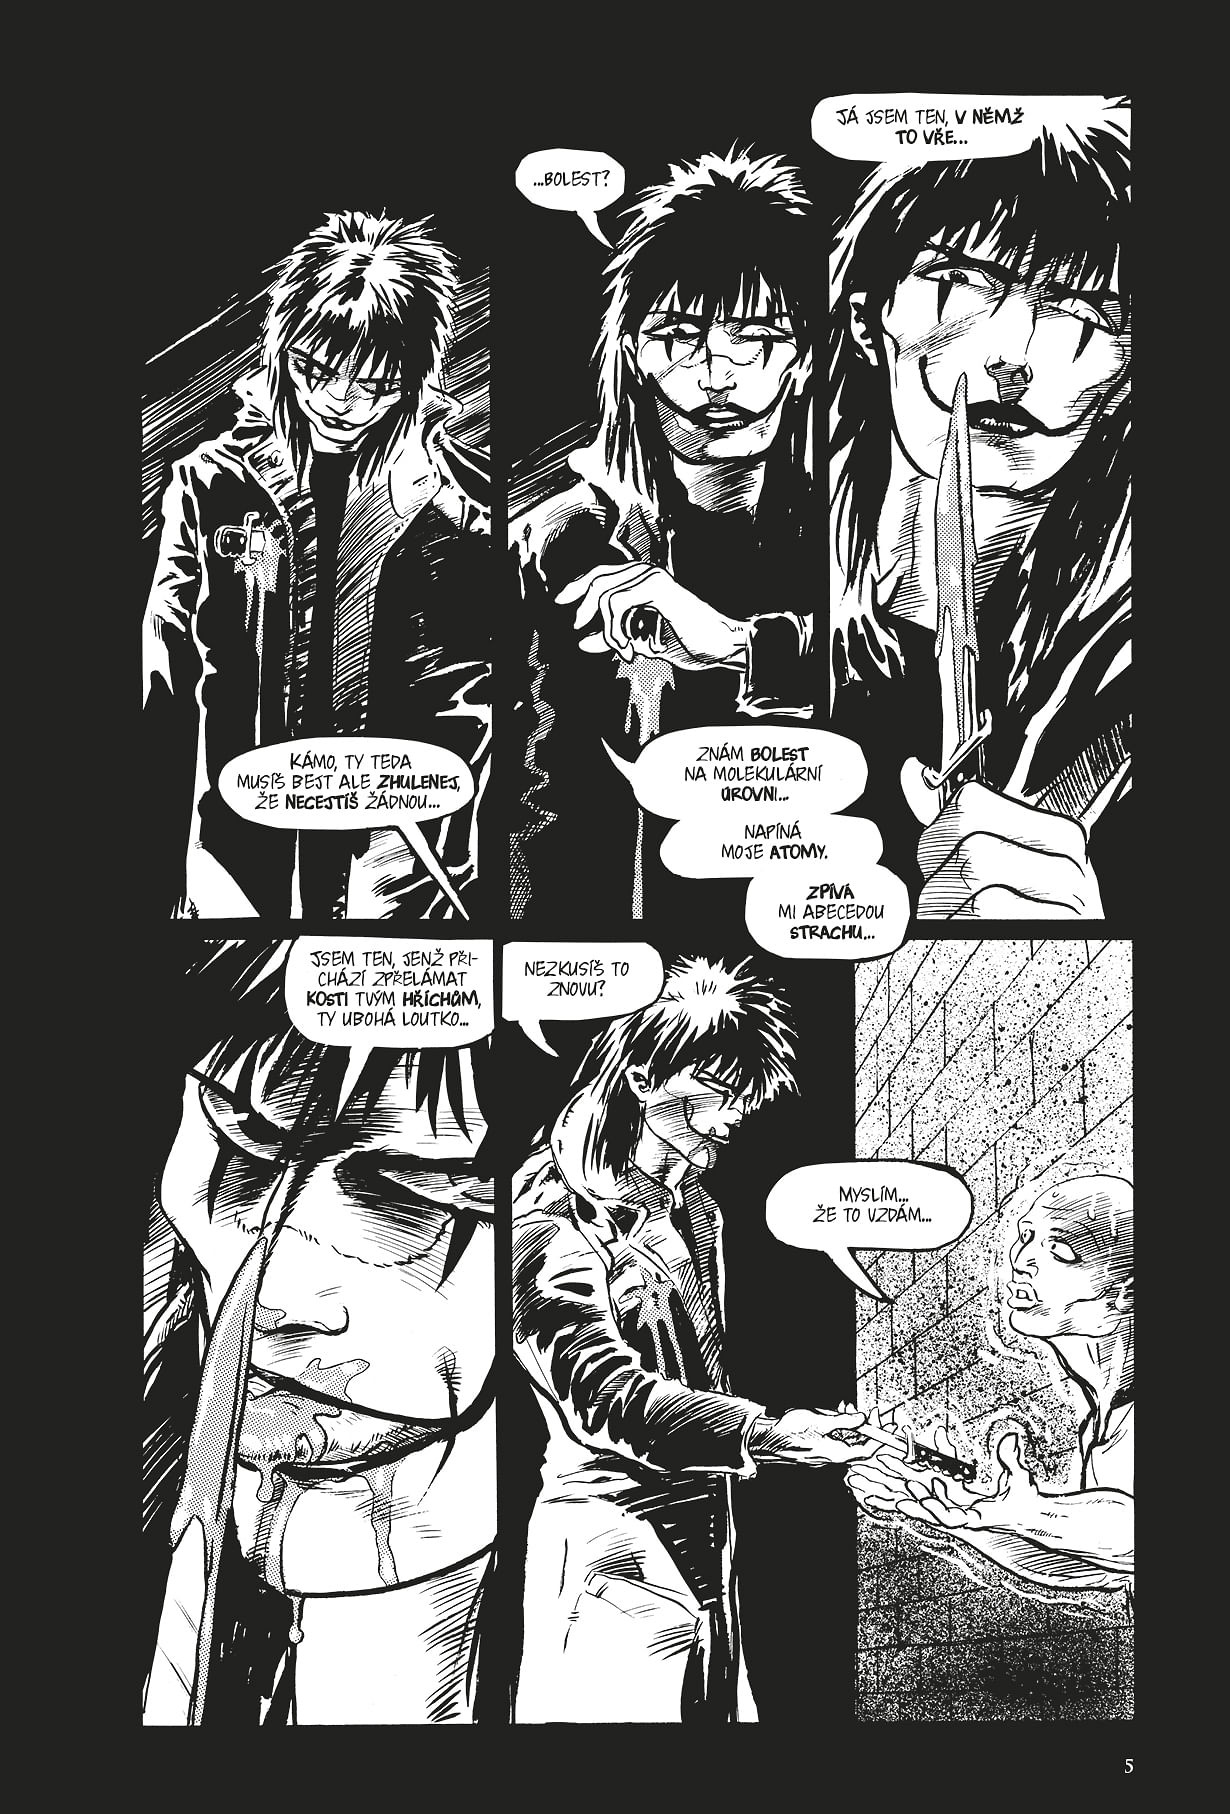 KÁMO, TY TEDA
MUSÍŠ BEJT ALE ZHULENEJ,
ŽE NECEJTÍŠ ŽÁDNOU...
...BOLEST?
ZNÁM BOLEST
NA MOLEKULÁRNÍ
ÚROVNI...
NAPÍNÁ
MOJE ATOMY.
ZPÍVÁ
MI ABECEDOU
STRACHU...
JÁ JSEM TEN, V NĚMŽ
TO VŘE...
JSEM TEN, JENŽ PŘI-
CHÁZÍ ZPŘELÁMAT
KOSTI TVÝM HŘÍCHŮM,
TY UBOHÁ LOUTKO...
NEZKUSÍŠ TO
ZNOVU?
MYSLÍM...
ŽE TO VZDÁM...
5